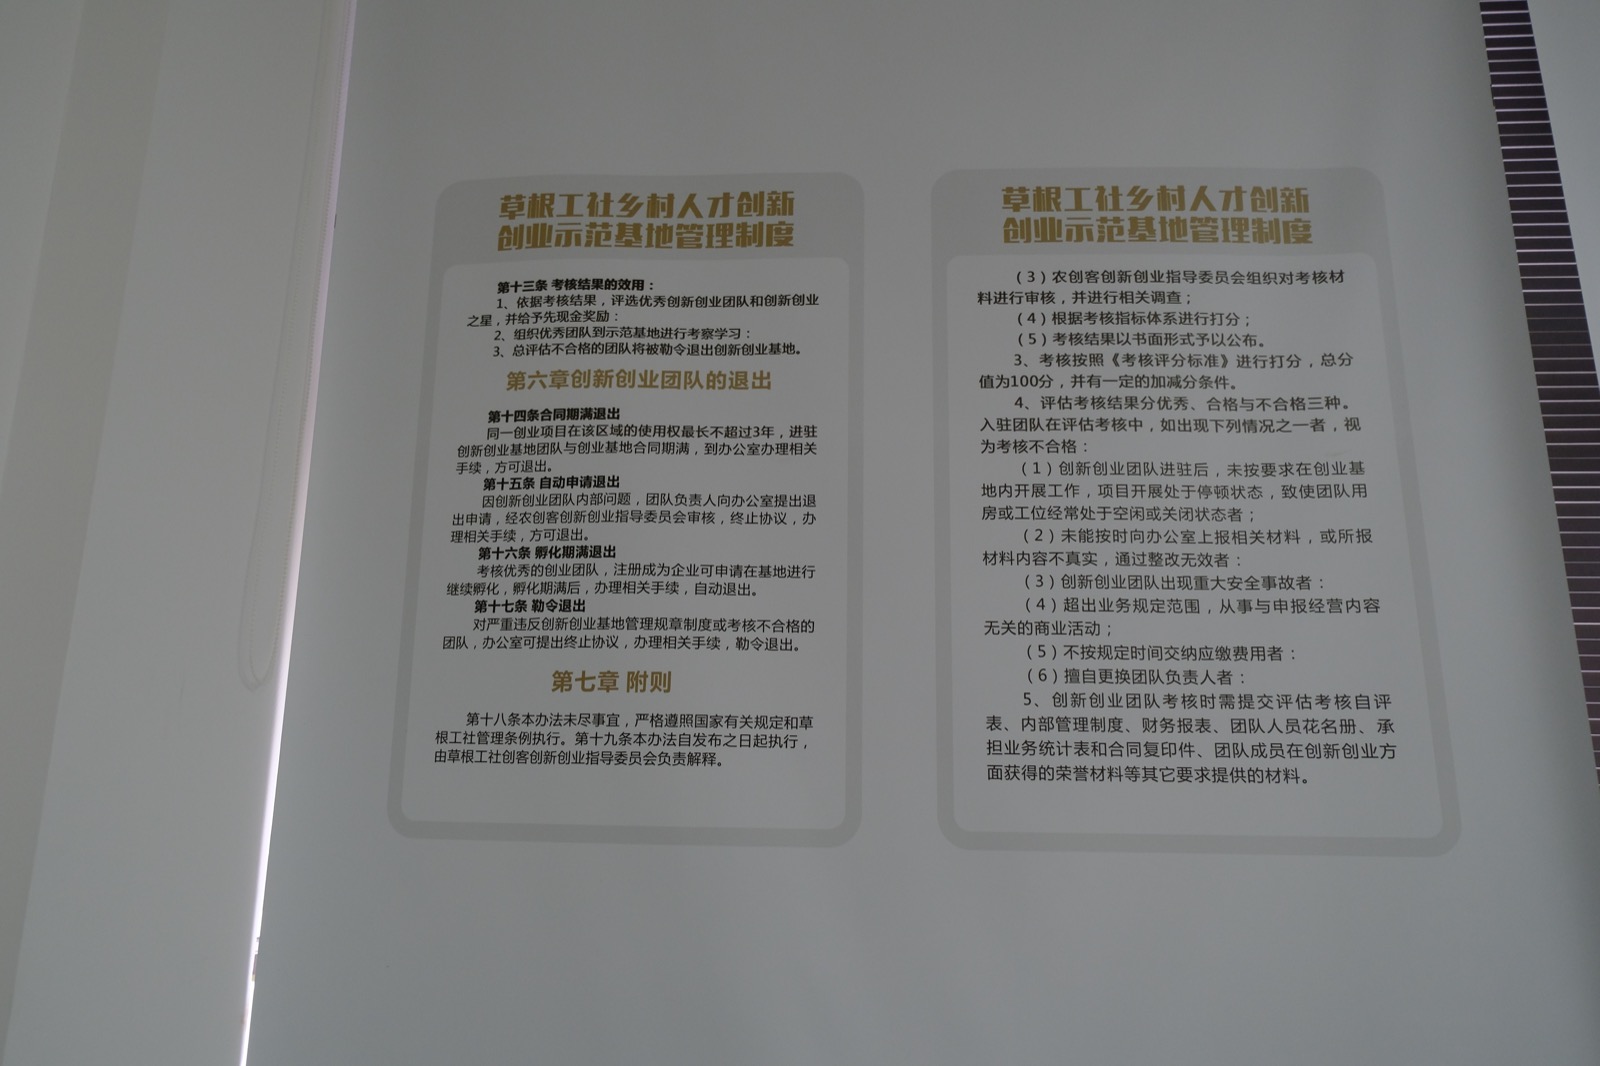 草根工社乡村人才创新
创业示范基地管理制度
第十三条 考核结果的效用：
1、依据考核结果，评选优秀创新创业团队和创新创业
之星，并给予先现金奖励：
2、组织优秀团队到示范基地进行考察学习：
3、总评估不合格的团队将被勒令退出创新创业基地。
第六章创新创业团队的退出
第十四条合同期满退出
同一创业项目在该区域的使用权最长不超过3年，进驻
创新创业基地团队与创业基地合同期满，到办公室办理相关
手续，方可退出。
第十五条 自动申请退出
因创新创业团队内部问题，团队负责人向办公室提出退
出申请，经农创客创新创业指导委员会审核，终止协议，办
理相关手续，方可退出。
第十六条 孵化期满退出
考核优秀的创业团队，注册成为企业可申请在基地进行
继续孵化，孵化期满后，办理相关手续，自动退出。
第十七条 勒令退出
对严重违反创新创业基地管理规章制度或考核不合格的
团队，办公室可提出终止协议，办理相关手续，勒令退出。
第七章 附则
第十八条本办法未尽事宜，严格遵照国家有关规定和草
根工社管理条例执行。第十九条本办法自发布之日起执行，
由草根工社创客创新创业指导委员会负责解释。
草根工社乡村人才创新
创业示范基地管理制度
（3）农创客创新创业指导委员会组织对考核材
料进行审核，并进行相关调查；
（4）根据考核指标体系进行打分；
（5）考核结果以书面形式予以公布。
3、考核按照《考核评分标准》进行打分，总分
值为100分，并有一定的加减分条件。
4、评估考核结果分优秀、合格与不合格三种。
入驻团队在评估考核中，如出现下列情况之一者，视
为考核不合格：
（1）创新创业团队进驻后，未按要求在创业基
地内开展工作，项目开展处于停顿状态，致使团队用
房或工位经常处于空闲或关闭状态者；
（2）未能按时向办公室上报相关材料，或所报
材料内容不真实，通过整改无效者：
（3）创新创业团队出现重大安全事故者：
（4）超出业务规定范围，从事与申报经营内容
无关的商业活动；
（5）不按规定时间交纳应缴费用者：
（6）擅自更换团队负责人者：
5、创新创业团队考核时需提交评估考核自评
表、内部管理制度、财务报表、团队人员花名册、承
担业务统计表和合同复印件、团队成员在创新创业方
面获得的荣誉材料等其它要求提供的材料。